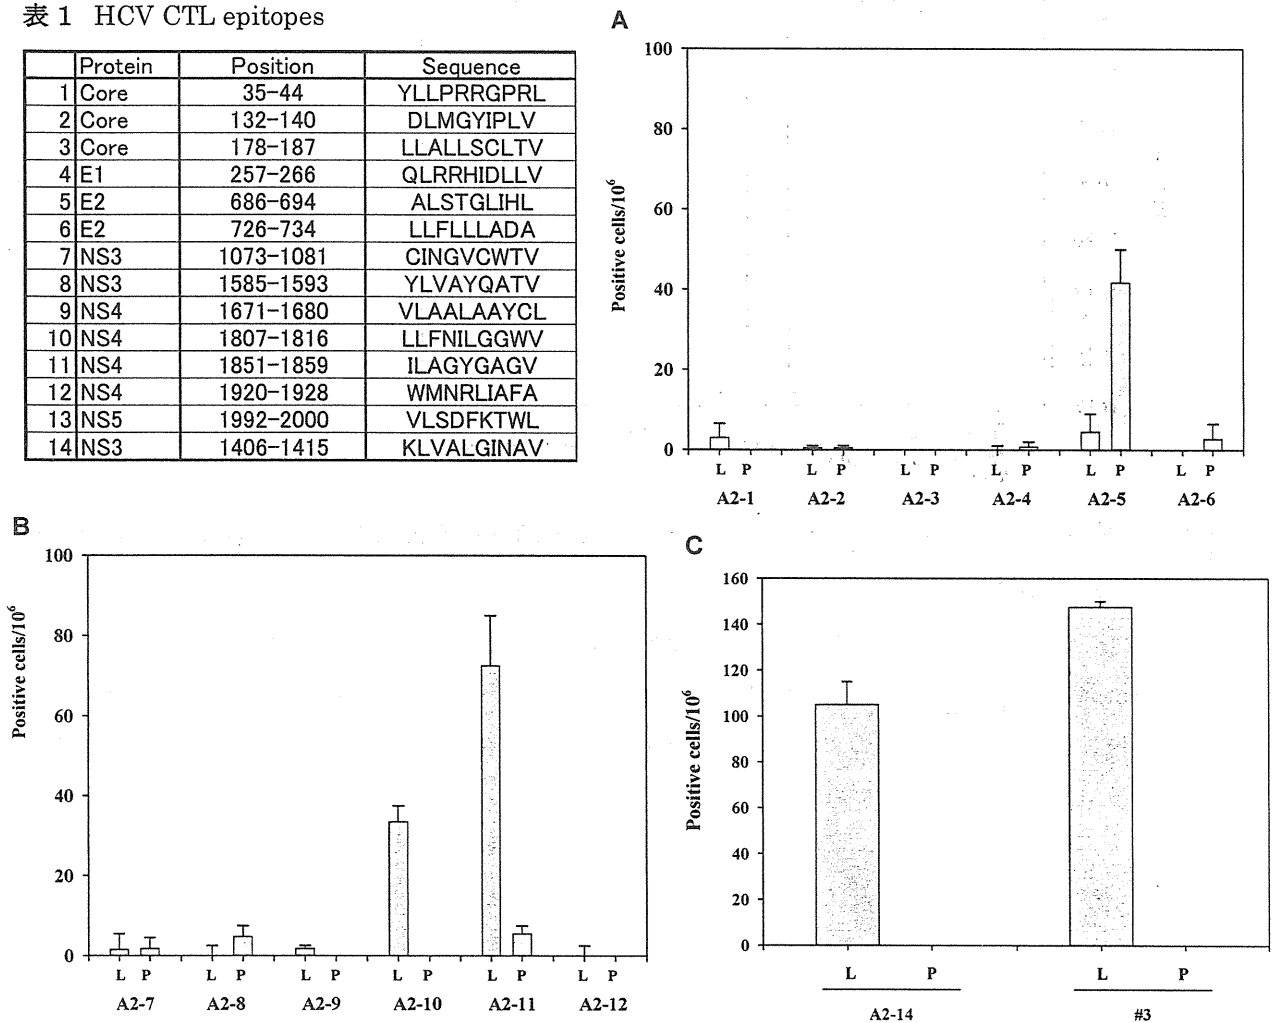 表1 HCV CTL epitopes
Protein Position Sequence
1 Core 35-44 YLLPRRGPRL
2 Core 132-140 DLMGYIPLV
3 Core 178-187 LLALLSCLTV
4 E1 257-266 QLRRHIDLLV
5 E2 686-694 ALSTGLIHL
6 E2 726-734 LLFLLLADA
7 NS3 1073-1081 CINGVCWTV
8 NS3 1585-1593 YLVAYQATV
9 NS4 1671-1680 VLAALAAYCL
10 NS4 1807-1816 LLFNILGGWV
11 NS4 1851-1859 ILAGYGAGV
12 NS4 1920-1928 WMNRLIAFA
13 NS5 1992-2000 VLSDFKTWL
14 NS3 1406-1415 KLVALGINAV
A
Positive cells/10⁶
100
80
60
40
20
0
L P L P L P L P L P L P
A2-1 A2-2 A2-3 A2-4 A2-5 A2-6
B
Positive cells/10⁶
100
80
60
40
20
0
L P L P L P L P L P L P
A2-7 A2-8 A2-9 A2-10 A2-11 A2-12
C
Positive cells/10⁶
160
140
120
100
80
60
40
20
0
L P L P
A2-14 #3